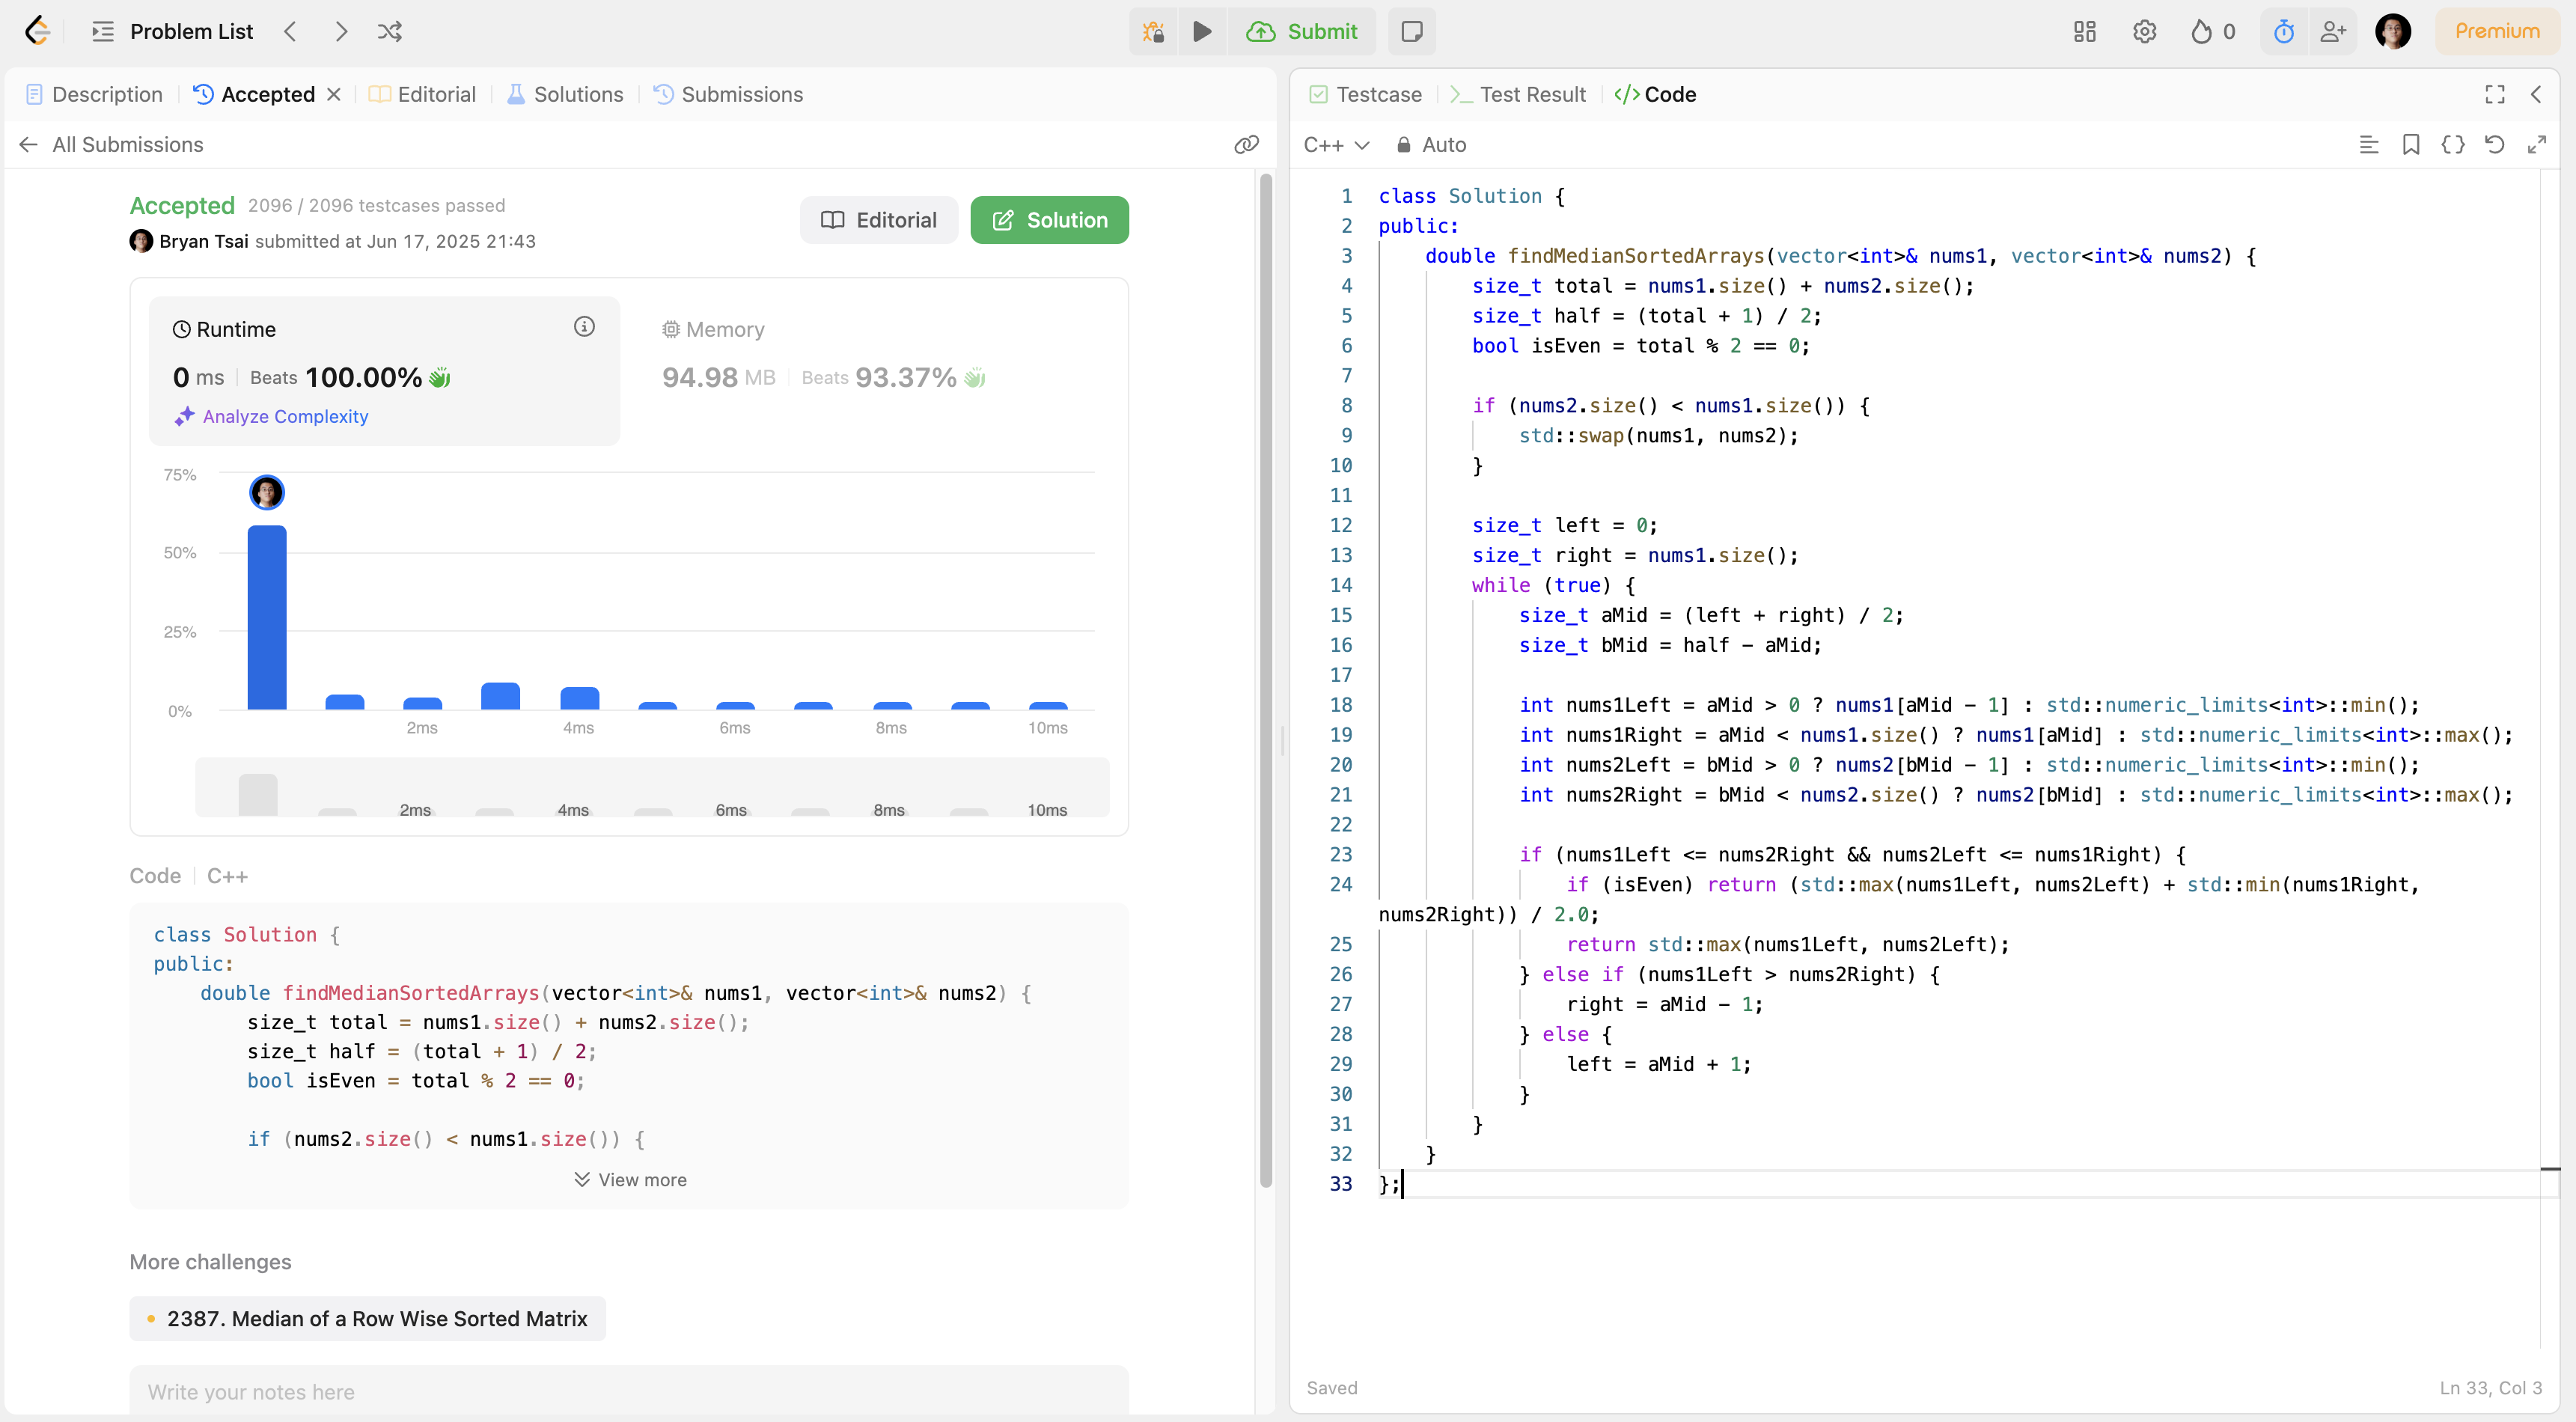 Problem List
Submit
0
Premium
Description
Accepted
Editorial
Solutions
Submissions
All Submissions
Accepted 2096 / 2096 testcases passed
Bryan Tsai submitted at Jun 17, 2025 21:43
Editorial
Solution
Runtime
0 ms Beats 100.00%
Analyze Complexity
Memory
94.98 MB Beats 93.37%
75%
50%
25%
0%
2ms 4ms 6ms 8ms 10ms
2ms 4ms 6ms 8ms 10ms
Code C++
class Solution {
public:
    double findMedianSortedArrays(vector<int>& nums1, vector<int>& nums2) {
        size_t total = nums1.size() + nums2.size();
        size_t half = (total + 1) / 2;
        bool isEven = total % 2 == 0;
        if (nums2.size() < nums1.size()) {
View more
More challenges
2387. Median of a Row Wise Sorted Matrix
Write your notes here
Testcase
Test Result
</> Code
C++ Auto
1 class Solution {
2 public:
3     double findMedianSortedArrays(vector<int>& nums1, vector<int>& nums2) {
4         size_t total = nums1.size() + nums2.size();
5         size_t half = (total + 1) / 2;
6         bool isEven = total % 2 == 0;
7
8         if (nums2.size() < nums1.size()) {
9             std::swap(nums1, nums2);
10         }
11
12         size_t left = 0;
13         size_t right = nums1.size();
14         while (true) {
15             size_t aMid = (left + right) / 2;
16             size_t bMid = half - aMid;
17
18             int nums1Left = aMid > 0 ? nums1[aMid - 1] : std::numeric_limits<int>::min();
19             int nums1Right = aMid < nums1.size() ? nums1[aMid] : std::numeric_limits<int>::max();
20             int nums2Left = bMid > 0 ? nums2[bMid - 1] : std::numeric_limits<int>::min();
21             int nums2Right = bMid < nums2.size() ? nums2[bMid] : std::numeric_limits<int>::max();
22
23             if (nums1Left <= nums2Right && nums2Left <= nums1Right) {
24                 if (isEven) return (std::max(nums1Left, nums2Left) + std::min(nums1Right,
nums2Right)) / 2.0;
25                 return std::max(nums1Left, nums2Left);
26             } else if (nums1Left > nums2Right) {
27                 right = aMid - 1;
28             } else {
29                 left = aMid + 1;
30             }
31         }
32     }
33 };
Saved
Ln 33, Col 3